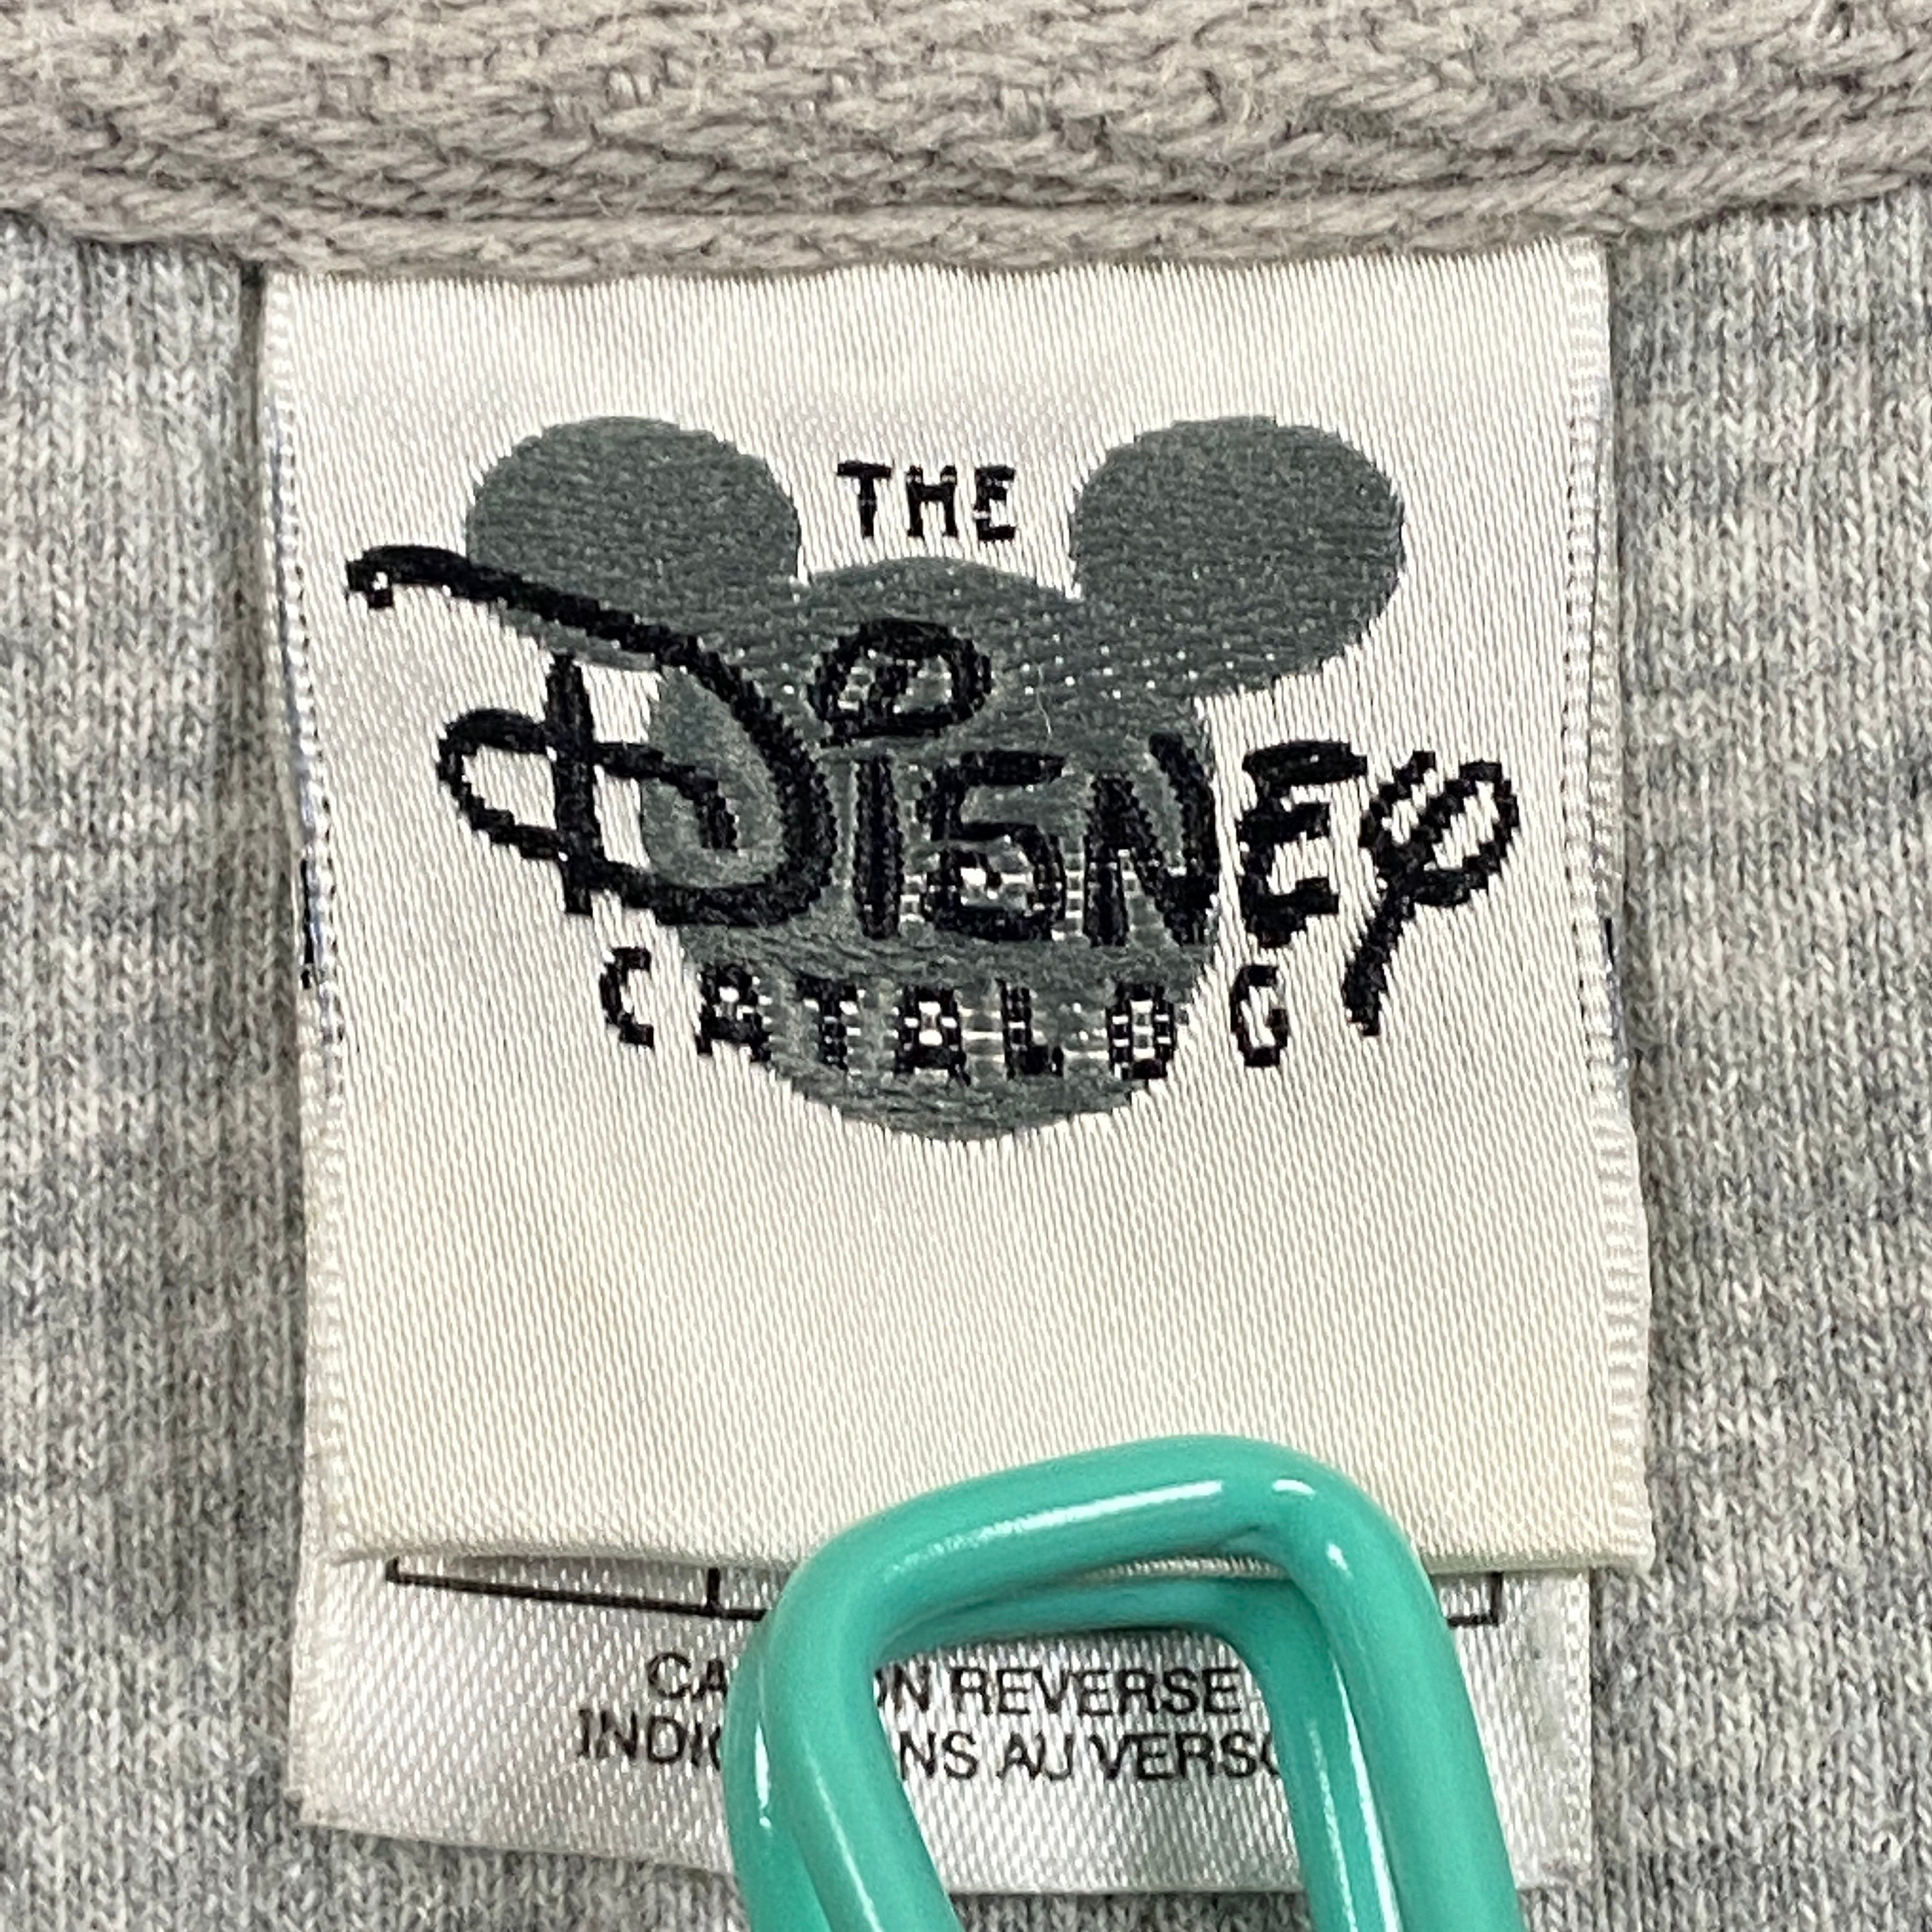 THE
DiSNEY
CATALOG
ON REVERSE
AU VERSO